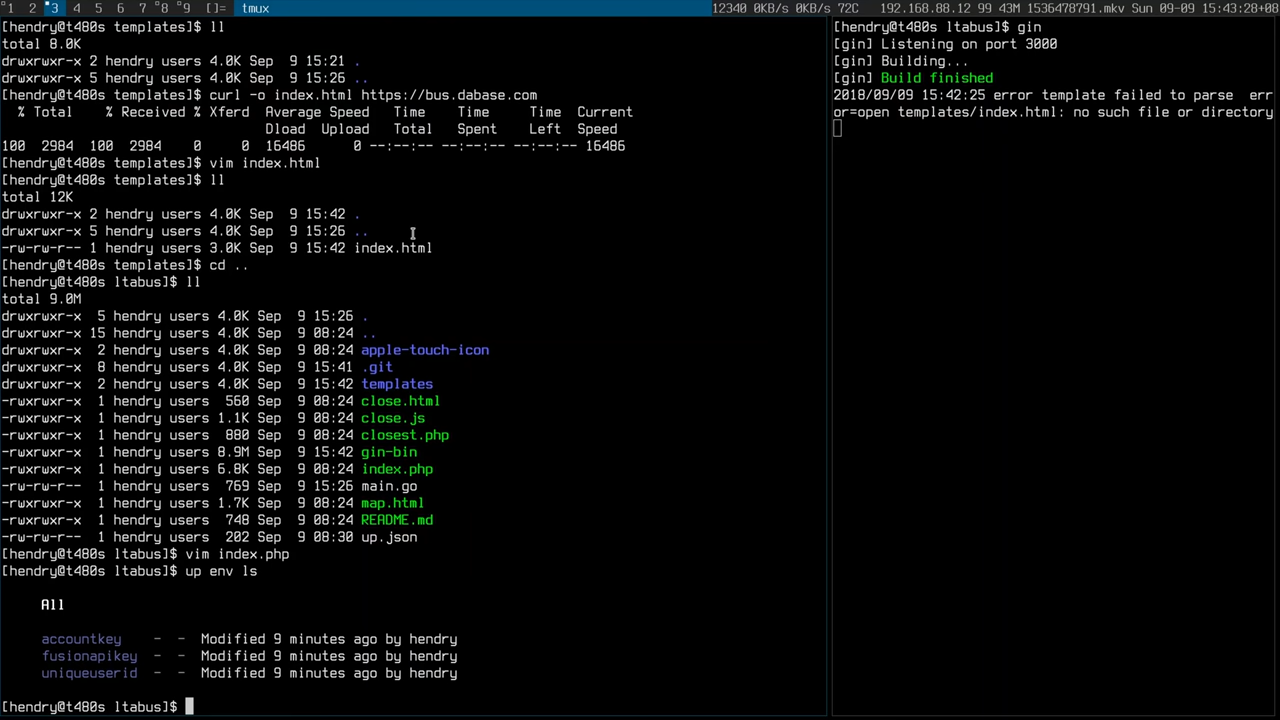 1 2 3 4 5 6 7 8 9 []= tmux 12340 0KB/s 0KB/s 72C 192.168.88.12 99 43M 1536478791.mkv Sun 09-09 15:43:28+08
[hendry@t480s templates]$ ll
total 8.0K
drwxrwxr-x 2 hendry users 4.0K Sep  9 15:21 .
drwxrwxr-x 5 hendry users 4.0K Sep  9 15:26 ..
[hendry@t480s templates]$ curl -o index.html https://bus.dabase.com
  % Total    % Received % Xferd  Average Speed   Time    Time     Time  Current
                                 Dload  Upload   Total   Spent    Left  Speed
100  2984  100  2984    0     0  16486      0 --:--:-- --:--:-- --:--:-- 16486
[hendry@t480s templates]$ vim index.html
[hendry@t480s templates]$ ll
total 12K
drwxrwxr-x 2 hendry users 4.0K Sep  9 15:42 .
drwxrwxr-x 5 hendry users 4.0K Sep  9 15:26 ..
-rw-rw-r-- 1 hendry users 3.0K Sep  9 15:42 index.html
[hendry@t480s templates]$ cd ..
[hendry@t480s ltabus]$ ll
total 9.0M
drwxrwxr-x  5 hendry users 4.0K Sep  9 15:26 .
drwxrwxr-x 15 hendry users 4.0K Sep  9 08:24 ..
drwxrwxr-x  2 hendry users 4.0K Sep  9 08:24 apple-touch-icon
drwxrwxr-x  8 hendry users 4.0K Sep  9 15:41 .git
drwxrwxr-x  2 hendry users 4.0K Sep  9 15:42 templates
-rwxrwxr-x  1 hendry users  560 Sep  9 08:24 close.html
-rwxrwxr-x  1 hendry users 1.1K Sep  9 08:24 close.js
-rwxrwxr-x  1 hendry users  880 Sep  9 08:24 closest.php
-rwxrwxr-x  1 hendry users 8.9M Sep  9 15:42 gin-bin
-rwxrwxr-x  1 hendry users 6.8K Sep  9 08:24 index.php
-rw-rw-r--  1 hendry users  769 Sep  9 15:26 main.go
-rwxrwxr-x  1 hendry users 1.7K Sep  9 08:24 map.html
-rwxrwxr-x  1 hendry users  748 Sep  9 08:24 README.md
-rw-rw-r--  1 hendry users  202 Sep  9 08:30 up.json
[hendry@t480s ltabus]$ vim index.php
[hendry@t480s ltabus]$ up env ls
All
accountkey - - Modified 9 minutes ago by hendry
fusionapikey - - Modified 9 minutes ago by hendry
uniqueuserid - - Modified 9 minutes ago by hendry
[hendry@t480s ltabus]$
[hendry@t480s ltabus]$ gin
[gin] Listening on port 3000
[gin] Building...
[gin] Build finished
2018/09/09 15:42:25 error template failed to parse  err
or=open templates/index.html: no such file or directory